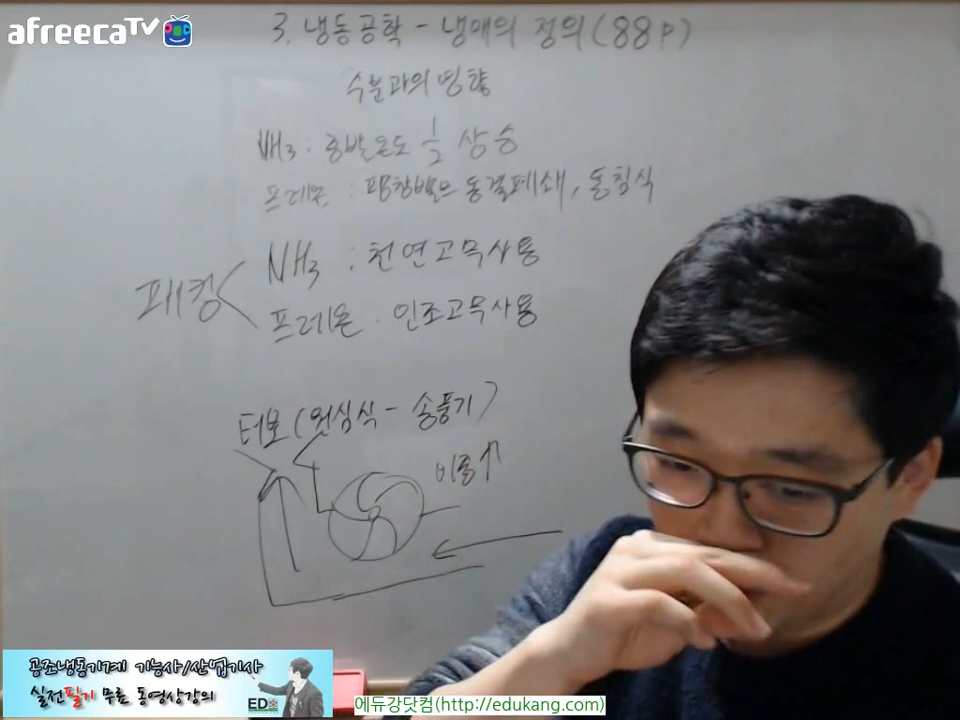 afreecaTV
3. 냉동공학 - 냉매의 정의(88P)
수분과의 영향
NH3 : 증발온도 1/2 상승
프레온 : 팽창밸브 동결폐쇄, 동침식
패킹 < NH3 : 천연고무사용
프레온 : 인조고무사용
터보(원심식 - 송풍기)
비중↑
공조냉동기계 기능사/산업기사
실전필기 무료 동영상강의
EDU
에듀강닷컴(http://edukang.com)